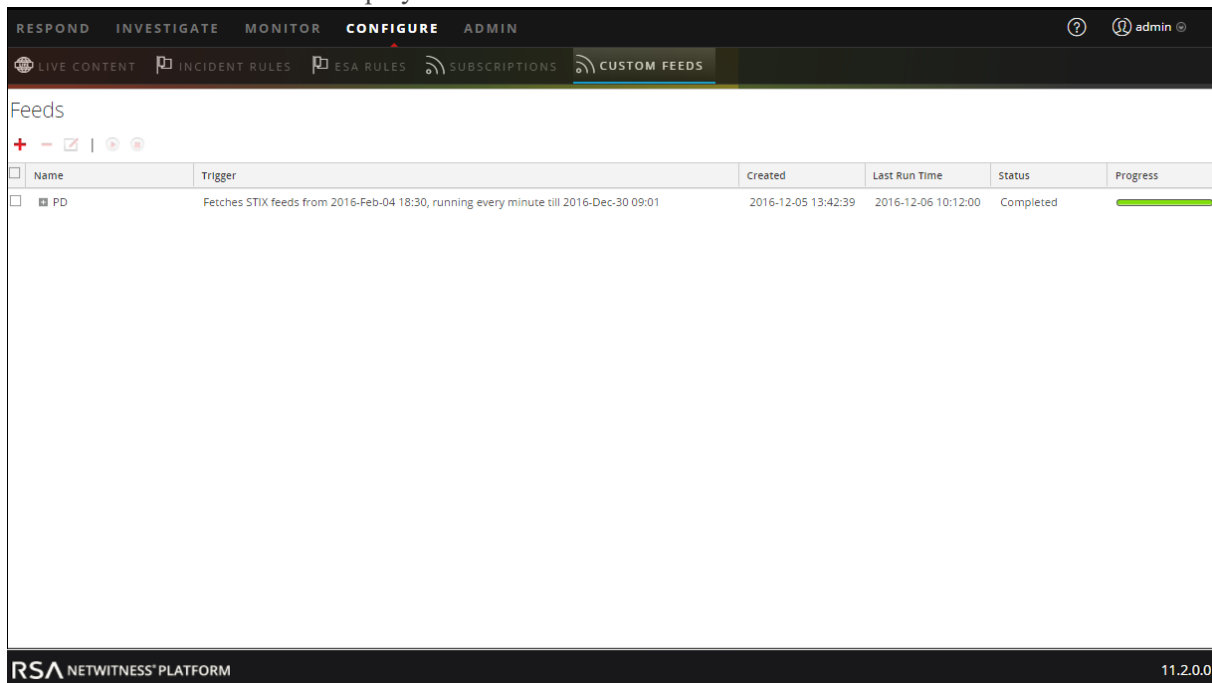 RESPOND INVESTIGATE MONITOR CONFIGURE ADMIN ? admin
LIVE CONTENT INCIDENT RULES ESA RULES SUBSCRIPTIONS CUSTOM FEEDS
Feeds
Name Trigger Created Last Run Time Status Progress
PD Fetches STIX feeds from 2016-Feb-04 18:30, running every minute till 2016-Dec-30 09:01 2016-12-05 13:42:39 2016-12-06 10:12:00 Completed
RSA NETWITNESS® PLATFORM 11.2.0.0